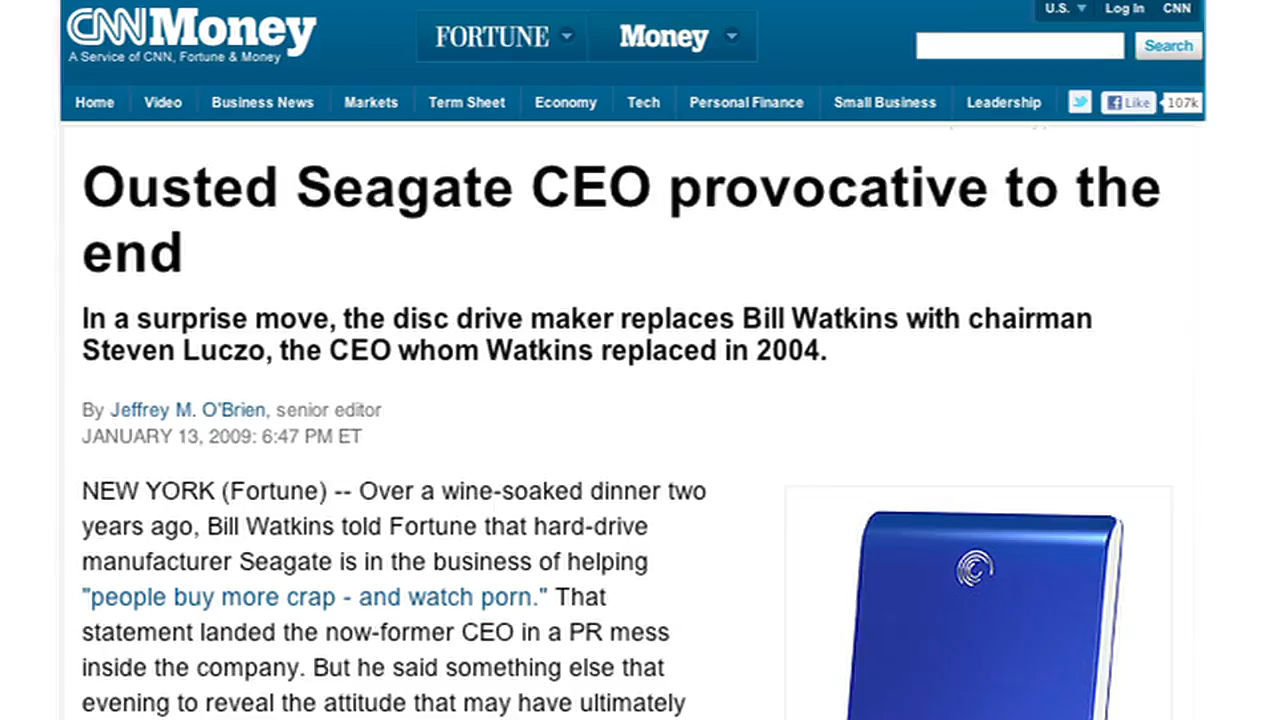 CNNMoney
A Service of CNN, Fortune & Money
FORTUNE
Money
U.S. Log In CNN
Search
Home Video Business News Markets Term Sheet Economy Tech Personal Finance Small Business Leadership Like 107k
Ousted Seagate CEO provocative to the
end
In a surprise move, the disc drive maker replaces Bill Watkins with chairman
Steven Luczo, the CEO whom Watkins replaced in 2004.
By Jeffrey M. O'Brien, senior editor
JANUARY 13, 2009: 6:47 PM ET
NEW YORK (Fortune) -- Over a wine-soaked dinner two
years ago, Bill Watkins told Fortune that hard-drive
manufacturer Seagate is in the business of helping
"people buy more crap - and watch porn." That
statement landed the now-former CEO in a PR mess
inside the company. But he said something else that
evening to reveal the attitude that may have ultimately